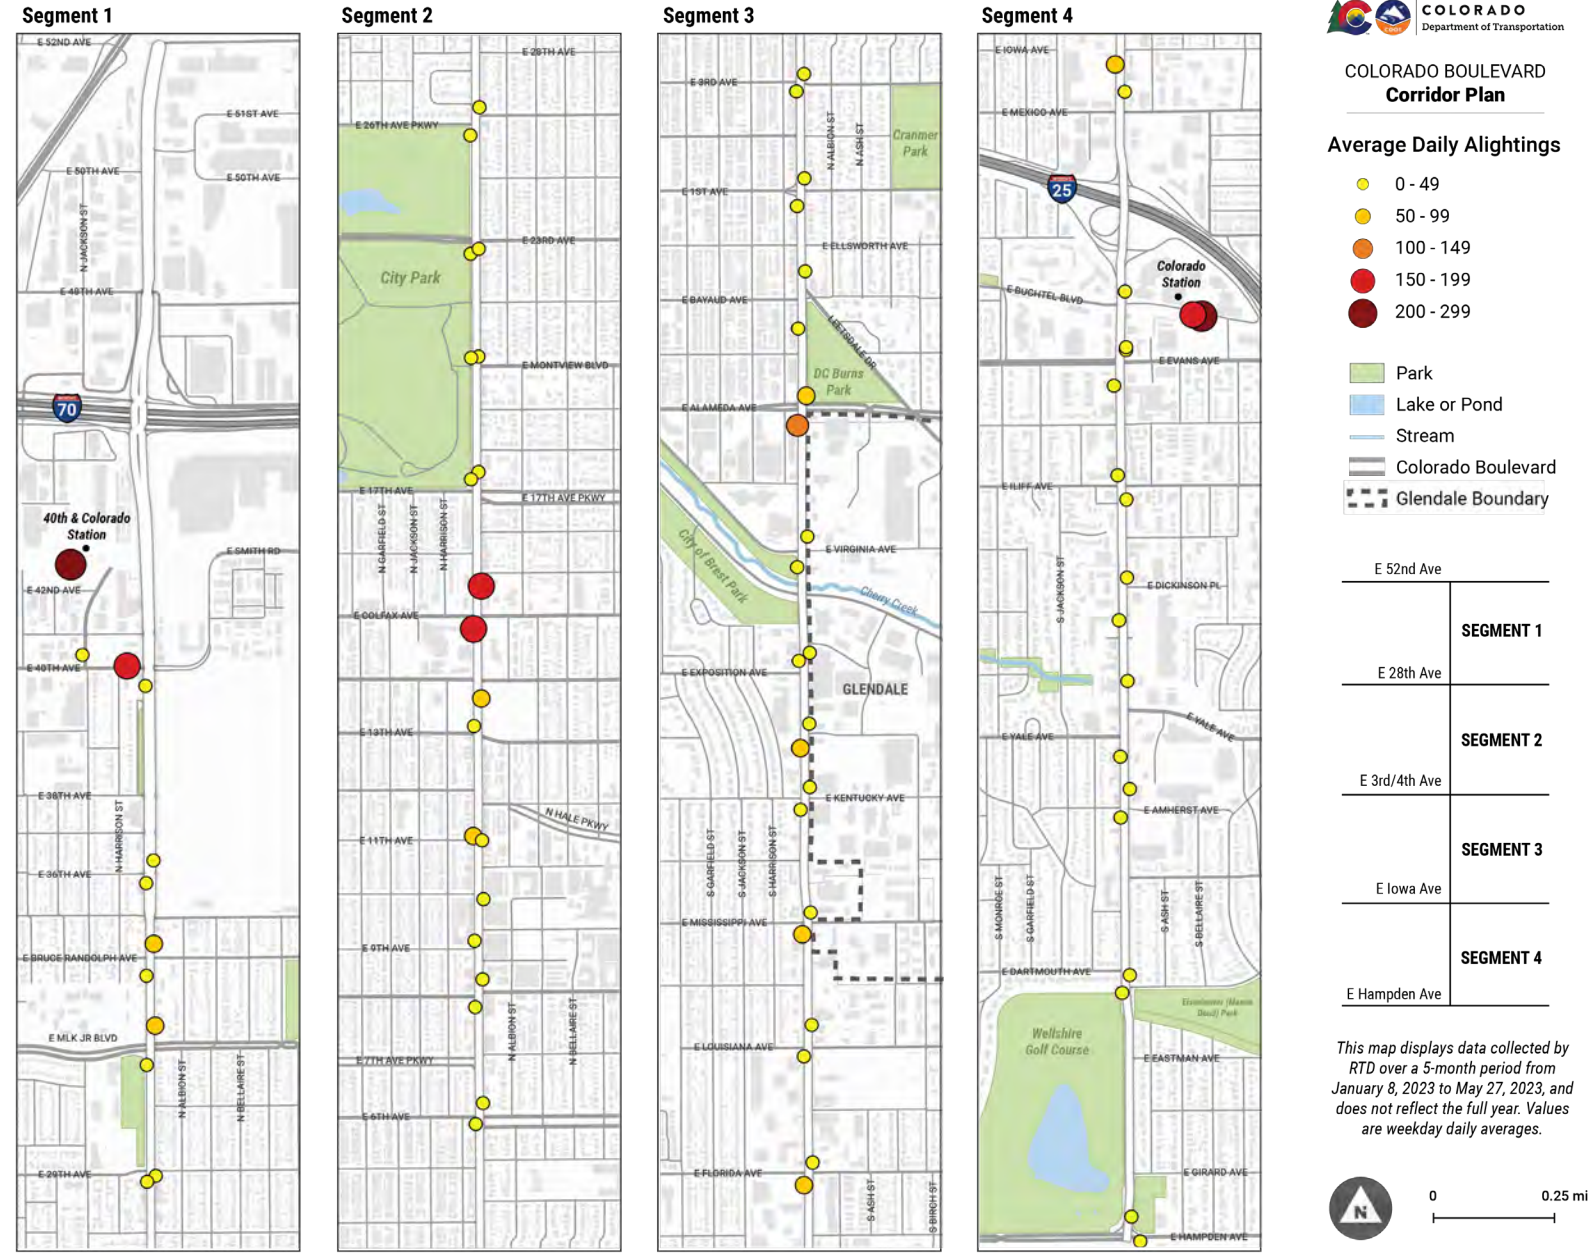 Segment 1
E 52ND AVE
E 51ST AVE
E 50TH AVE
E 50TH AVE
N JACKSON ST
E 48TH AVE
70
40th & Colorado
Station
E SMITH RD
E 42ND AVE
E 40TH AVE
E 38TH AVE
N HARRISON ST
E 36TH AVE
E BRUCE RANDOLPH AVE
E MLK JR BLVD
N ALBION ST
N BELLAIRE ST
E 29TH AVE
Segment 2
E 28TH AVE
E 26TH AVE PKWY
E 23RD AVE
City Park
E MONTVIEW BLVD
E 17TH AVE
E 17TH AVE PKWY
N GARFIELD ST
N JACKSON ST
N HARRISON ST
E COLFAX AVE
E 13TH AVE
N HALE PKWY
E 11TH AVE
E 9TH AVE
N ALBION ST
N BELLAIRE ST
E 7TH AVE PKWY
E 6TH AVE
Segment 3
E 3RD AVE
N ALBION ST
N ASH ST
Cranmer
Park
E 1ST AVE
E ELLSWORTH AVE
E BAYAUD AVE
LEETSDALE DR
DC Burns
Park
E ALAMEDA AVE
E VIRGINIA AVE
City of Brest Park
Cherry Creek
E EXPOSITION AVE
GLENDALE
E KENTUCKY AVE
S GARFIELD ST
S JACKSON ST
S HARRISON ST
E MISSISSIPPI AVE
E LOUISIANA AVE
E FLORIDA AVE
S ASH ST
S BIRCH ST
Segment 4
E IOWA AVE
E MEXICO AVE
25
Colorado
Station
E BUCHTEL BLVD
E EVANS AVE
E ILIFF AVE
S JACKSON ST
E DICKINSON PL
E YALE AVE
E YALE AVE
E AMHERST AVE
S MONROE ST
S GARFIELD ST
S ASH ST
S BELLAIRE ST
E DARTMOUTH AVE
Wellshire
Golf Course
E EASTMAN AVE
E GIRARD AVE
E HAMPDEN AVE
COLORADO
Department of Transportation
COLORADO BOULEVARD
Corridor Plan
Average Daily Alightings
0 - 49
50 - 99
100 - 149
150 - 199
200 - 299
Park
Lake or Pond
Stream
Colorado Boulevard
Glendale Boundary
E 52nd Ave
SEGMENT 1
E 28th Ave
SEGMENT 2
E 3rd/4th Ave
SEGMENT 3
E Iowa Ave
SEGMENT 4
E Hampden Ave
This map displays data collected by
RTD over a 5-month period from
January 8, 2023 to May 27, 2023, and
does not reflect the full year. Values
are weekday daily averages.
N
0 0.25 mi